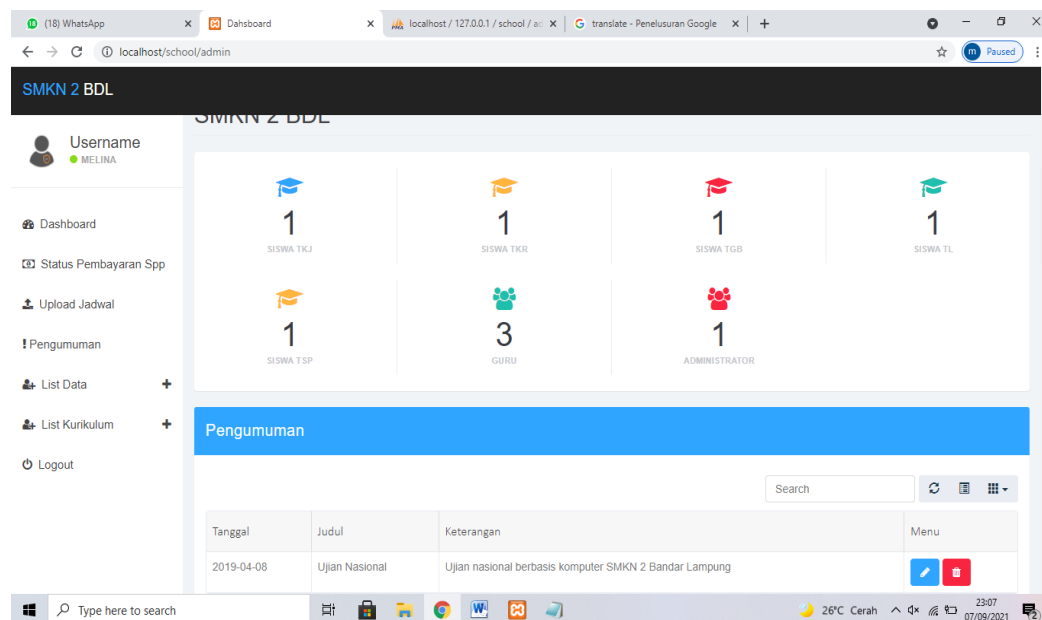 (18) WhatsApp
Dahsboard
localhost / 127.0.0.1 / school / ad
translate - Penelusuran Google
localhost/school/admin
m Paused
SMKN 2 BDL
SMKN 2 BDL
Username
MELINA
Dashboard
Status Pembayaran Spp
Upload Jadwal
Pengumuman
List Data
List Kurikulum
Logout
1
SISWA TKJ
1
SISWA TKR
1
SISWA TGB
1
SISWA TL
1
SISWA TSP
3
GURU
1
ADMINISTRATOR
Pengumuman
Search
Tanggal Judul Keterangan Menu
2019-04-08 Ujian Nasional Ujian nasional berbasis komputer SMKN 2 Bandar Lampung
Type here to search
26°C Cerah
23:07
07/09/2021
2